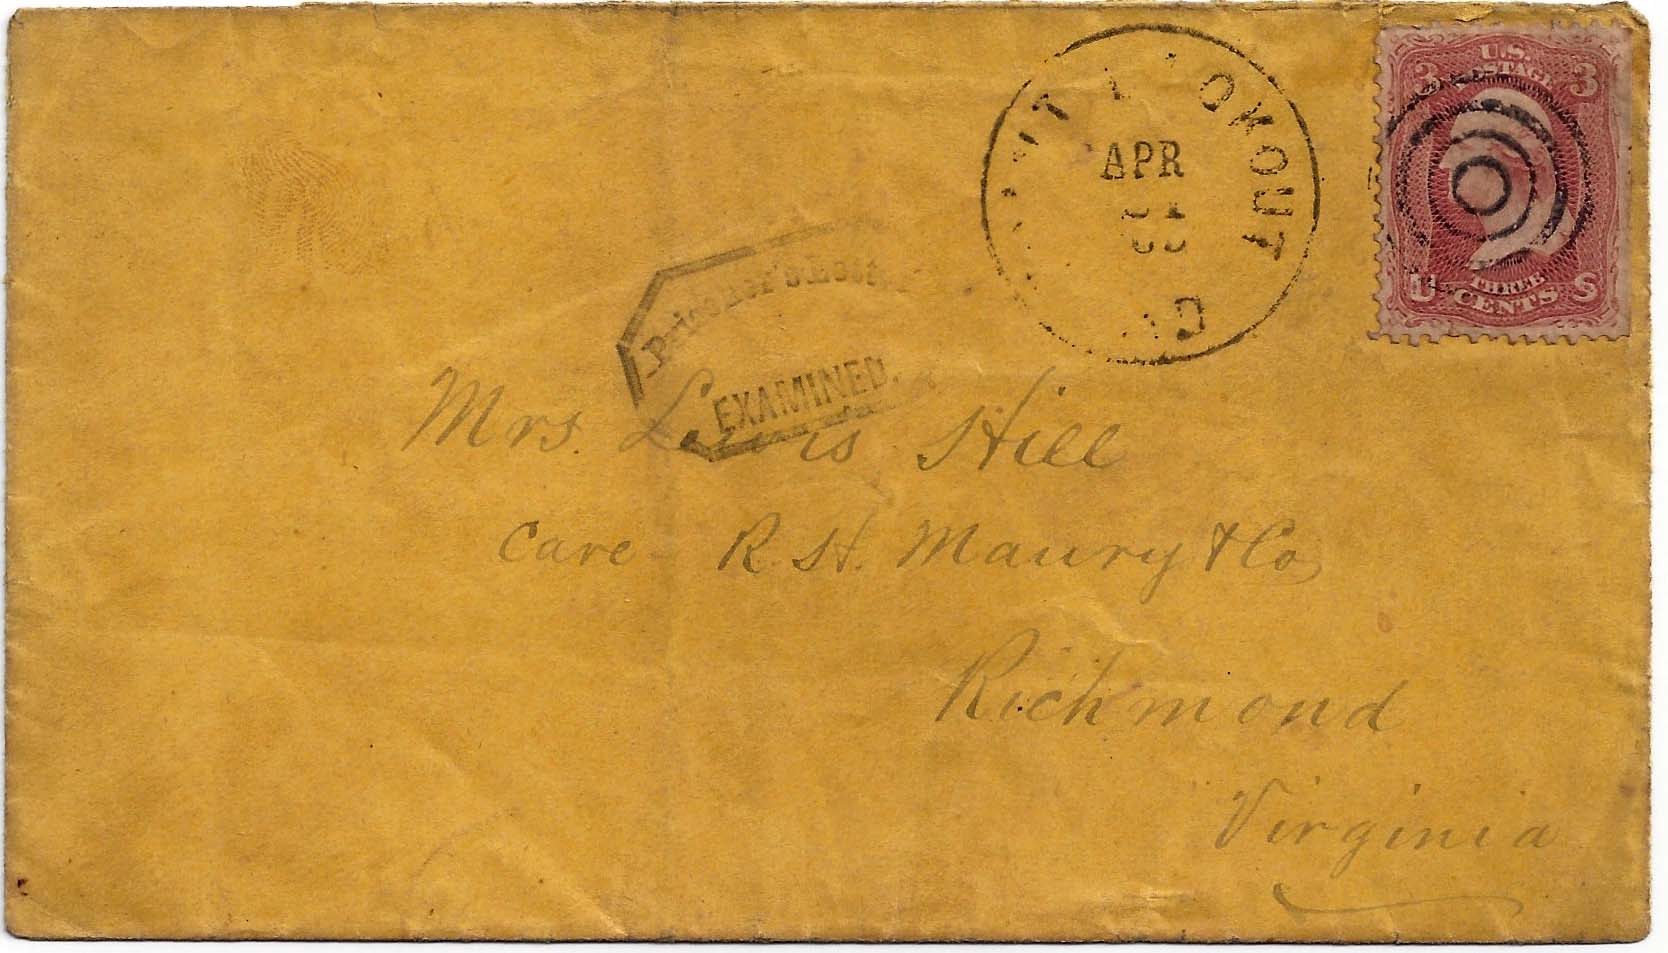 POINT LOOKOUT
APR
MD
3 U.S. POSTAGE 3
U THREE S
CENTS
Prisoner's Letter
EXAMINED.
Mrs. Lewis Hill
Care - R. H. Maury & Co
Richmond
Virginia